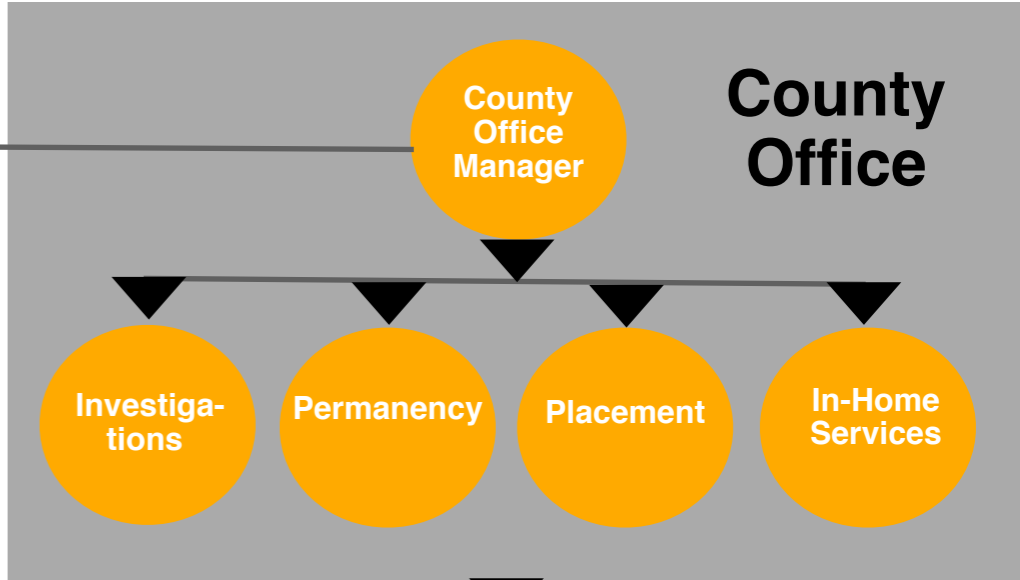 County
Office
Manager
County
Office
Investiga-
tions
Permanency
Placement
In-Home
Services